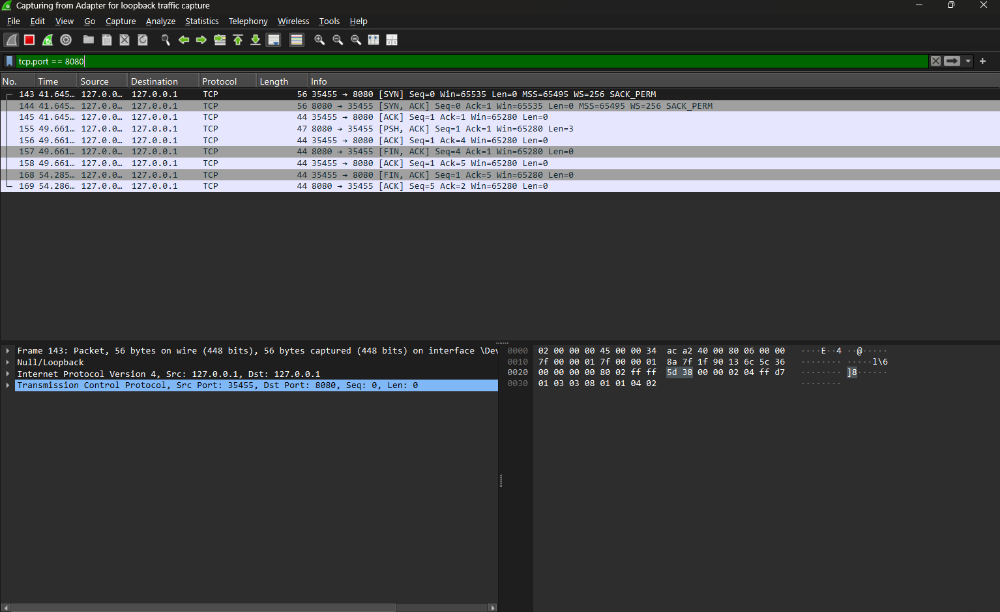 Capturing from Adapter for loopback traffic capture
File Edit View Go Capture Analyze Statistics Telephony Wireless Tools Help
tcp.port == 8080
No. Time Source Destination Protocol Length Info
143 41.645… 127.0.0… 127.0.0.1 TCP 56 35455 → 8080 [SYN] Seq=0 Win=65535 Len=0 MSS=65495 WS=256 SACK_PERM
144 41.645… 127.0.0… 127.0.0.1 TCP 56 8080 → 35455 [SYN, ACK] Seq=0 Ack=1 Win=65535 Len=0 MSS=65495 WS=256 SACK_PERM
145 41.645… 127.0.0… 127.0.0.1 TCP 44 35455 → 8080 [ACK] Seq=1 Ack=1 Win=65280 Len=0
155 49.661… 127.0.0… 127.0.0.1 TCP 47 8080 → 35455 [PSH, ACK] Seq=1 Ack=1 Win=65280 Len=3
156 49.661… 127.0.0… 127.0.0.1 TCP 44 35455 → 8080 [ACK] Seq=1 Ack=4 Win=65280 Len=0
157 49.661… 127.0.0… 127.0.0.1 TCP 44 8080 → 35455 [FIN, ACK] Seq=4 Ack=1 Win=65280 Len=0
158 49.661… 127.0.0… 127.0.0.1 TCP 44 35455 → 8080 [ACK] Seq=1 Ack=5 Win=65280 Len=0
168 54.285… 127.0.0… 127.0.0.1 TCP 44 35455 → 8080 [FIN, ACK] Seq=1 Ack=5 Win=65280 Len=0
169 54.286… 127.0.0… 127.0.0.1 TCP 44 8080 → 35455 [ACK] Seq=5 Ack=2 Win=65280 Len=0
Frame 143: Packet, 56 bytes on wire (448 bits), 56 bytes captured (448 bits) on interface \Dev
Null/Loopback
Internet Protocol Version 4, Src: 127.0.0.1, Dst: 127.0.0.1
Transmission Control Protocol, Src Port: 35455, Dst Port: 8080, Seq: 0, Len: 0
0000 02 00 00 00 45 00 00 34 ac a2 40 00 80 06 00 00 ····E··4 ··@·····
0010 7f 00 00 01 7f 00 00 01 8a 7f 1f 90 13 6c 5c 36 ········ ·····l\6
0020 00 00 00 00 80 02 ff ff 5d 38 00 00 02 04 ff d7 ········ ]8······
0030 01 03 03 08 01 01 04 02 ········